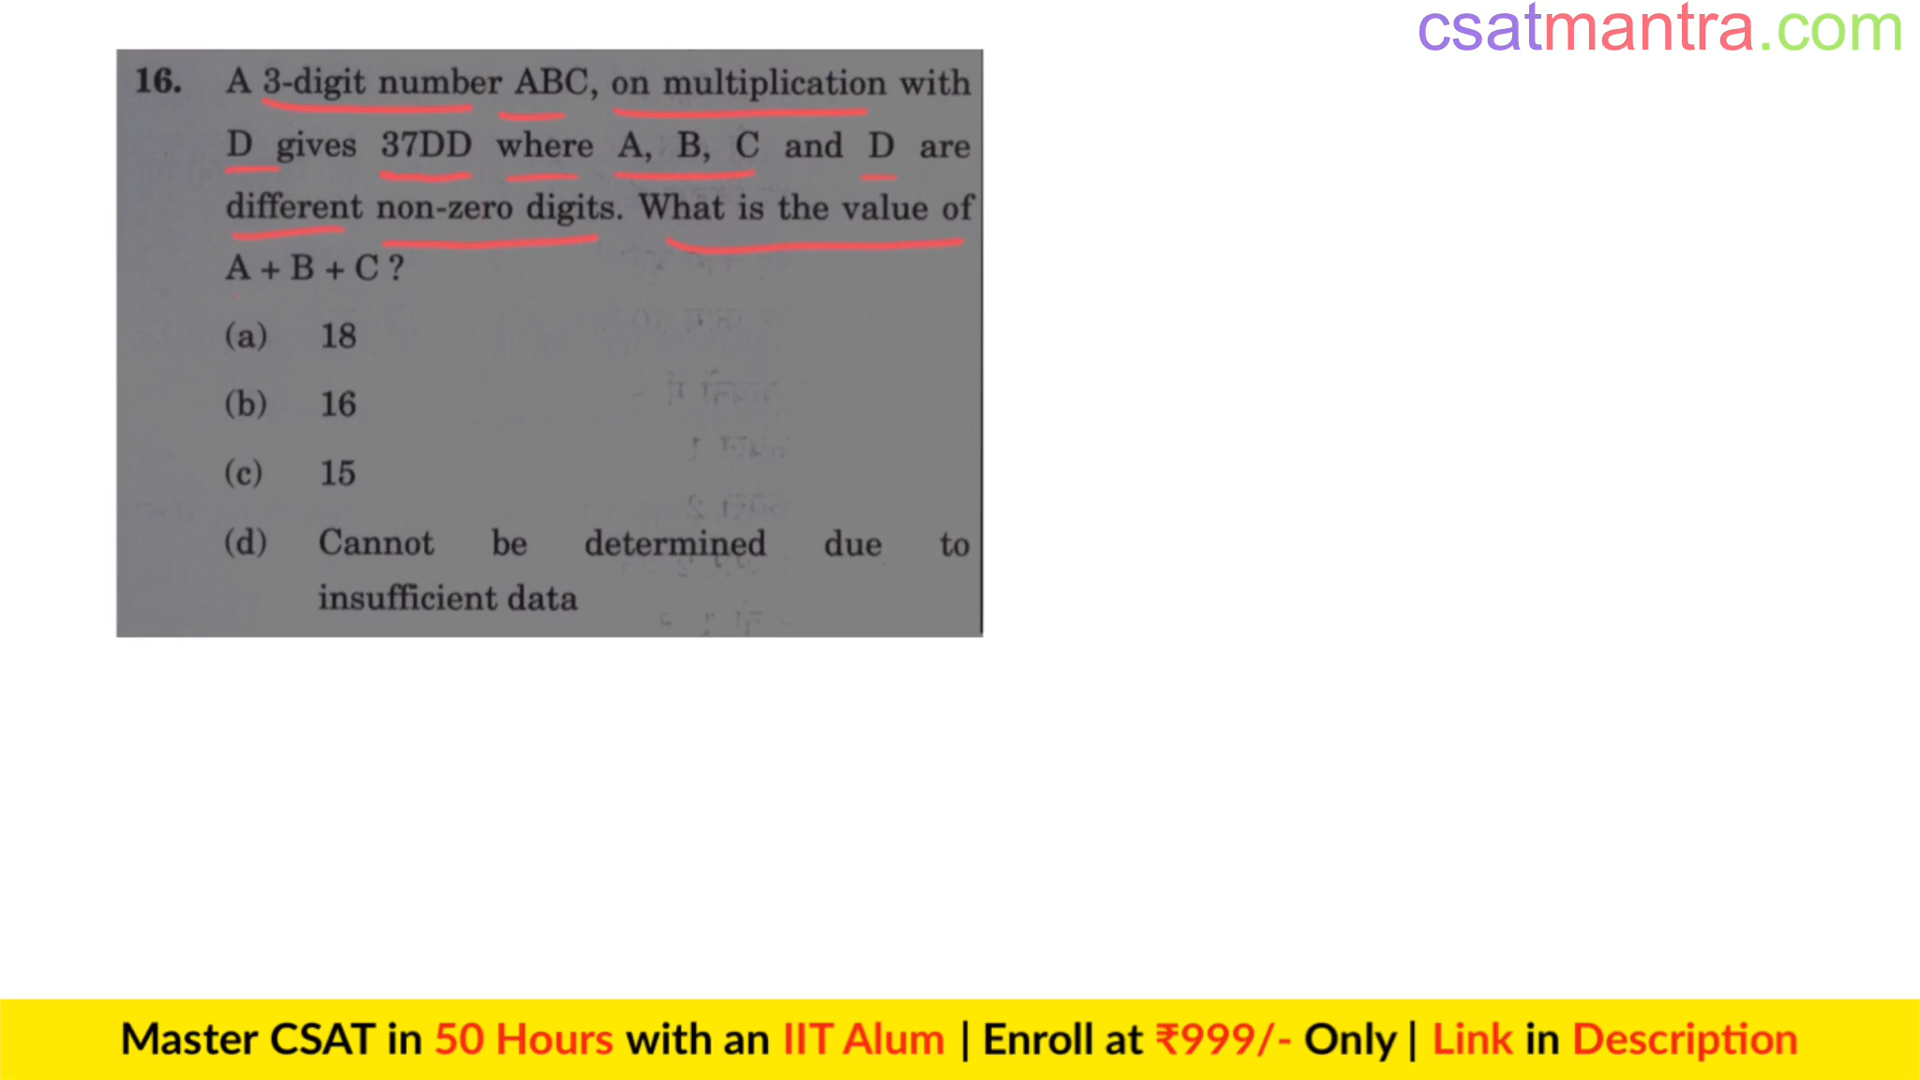 csatmantra.com
16. A 3-digit number ABC, on multiplication with
D gives 37DD where A, B, C and D are
different non-zero digits. What is the value of
A + B + C ?
(a) 18
(b) 16
(c) 15
(d) Cannot be determined due to
insufficient data
Master CSAT in 50 Hours with an IIT Alum | Enroll at ₹999/- Only | Link in Description